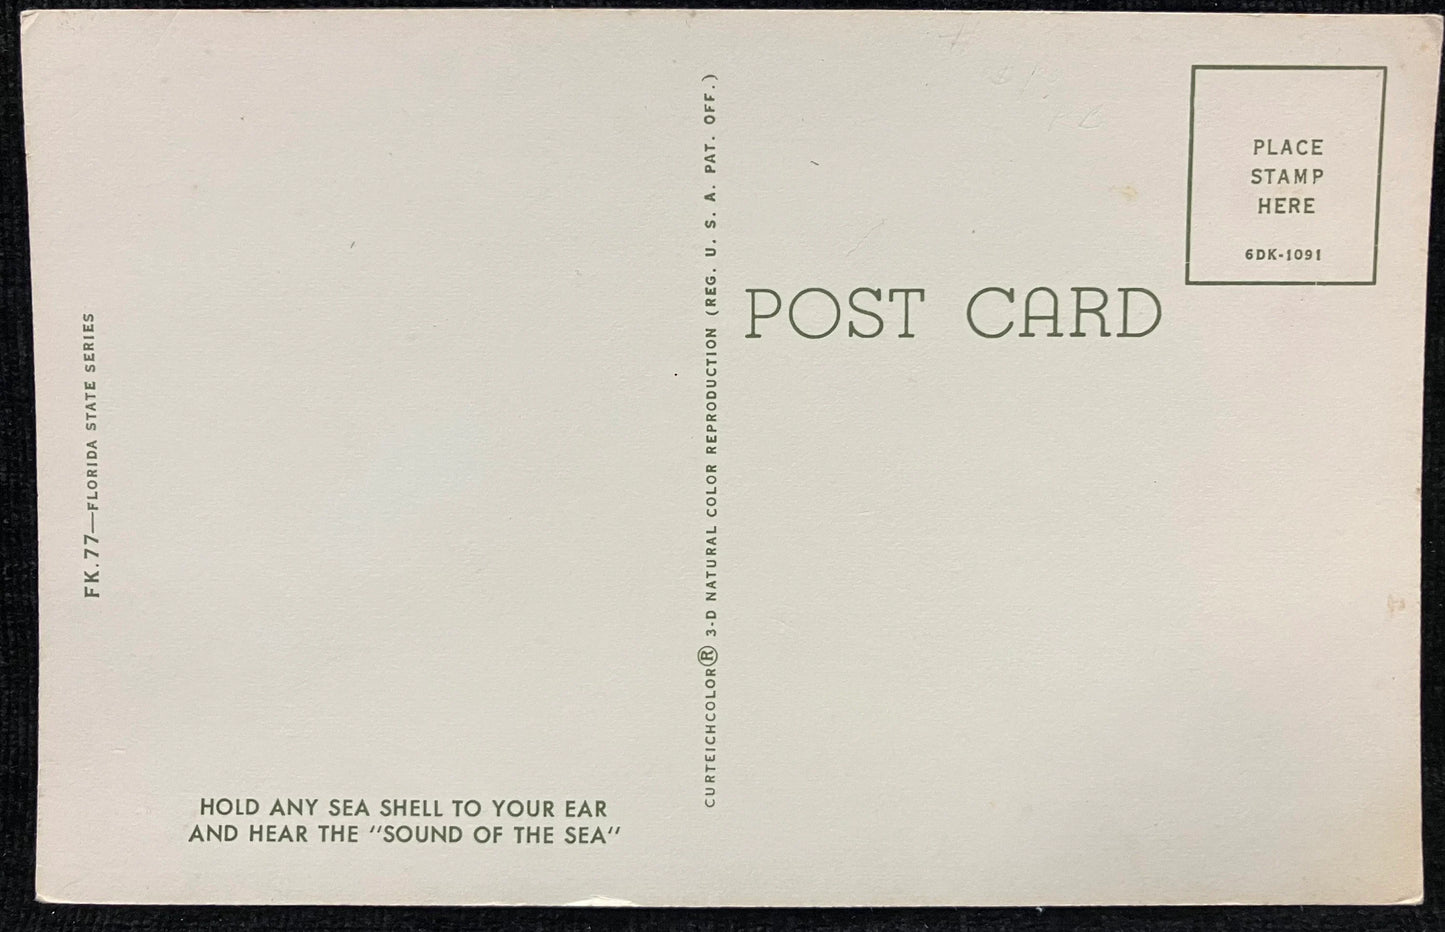 FK. 77—FLORIDA STATE SERIES
HOLD ANY SEA SHELL TO YOUR EAR
AND HEAR THE "SOUND OF THE SEA"
CURTEICHCOLOR® 3-D NATURAL COLOR REPRODUCTION (REG. U. S. A. PAT. OFF.)
POST CARD
PLACE
STAMP
HERE
6DK-1091